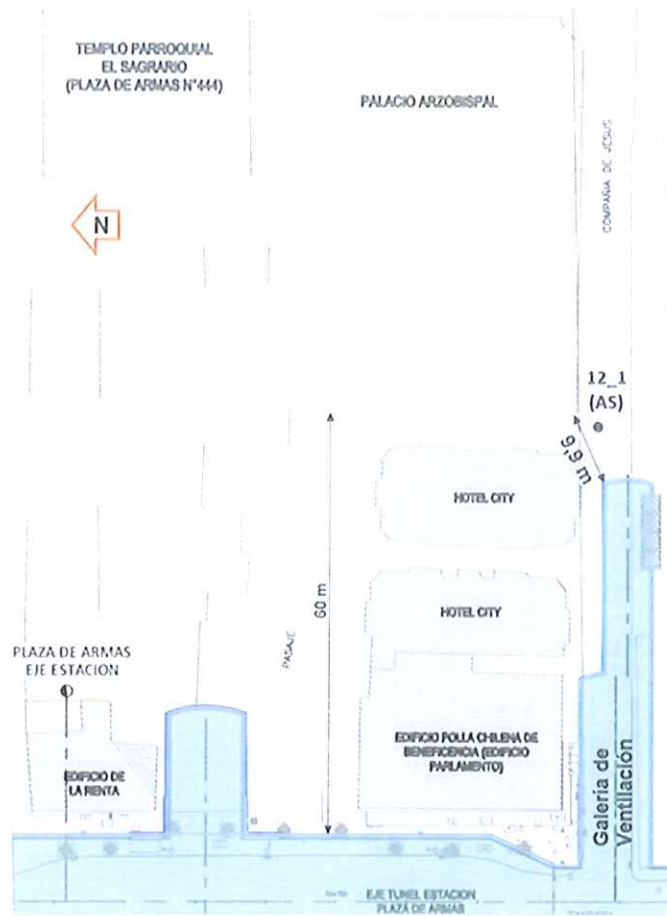 TEMPLO PARROQUIAL
EL SAGRARIO
(PLAZA DE ARMAS N°444)
PALACIO ARZOBISPAL
COMPAÑIA DE JESUS
N
12_1
(AS)
9,9 m
HOTEL CITY
60 m
HOTEL CITY
PASAJE
PLAZA DE ARMAS
EJE ESTACION
EDIFICIO POLLA CHILENA DE
BENEFICENCIA (EDIFICIO
PARLAMENTO)
EDIFICIO DE
LA RENTA
Galería de
Ventilación
EJE TUNEL ESTACION
PLAZA DE ARMAS